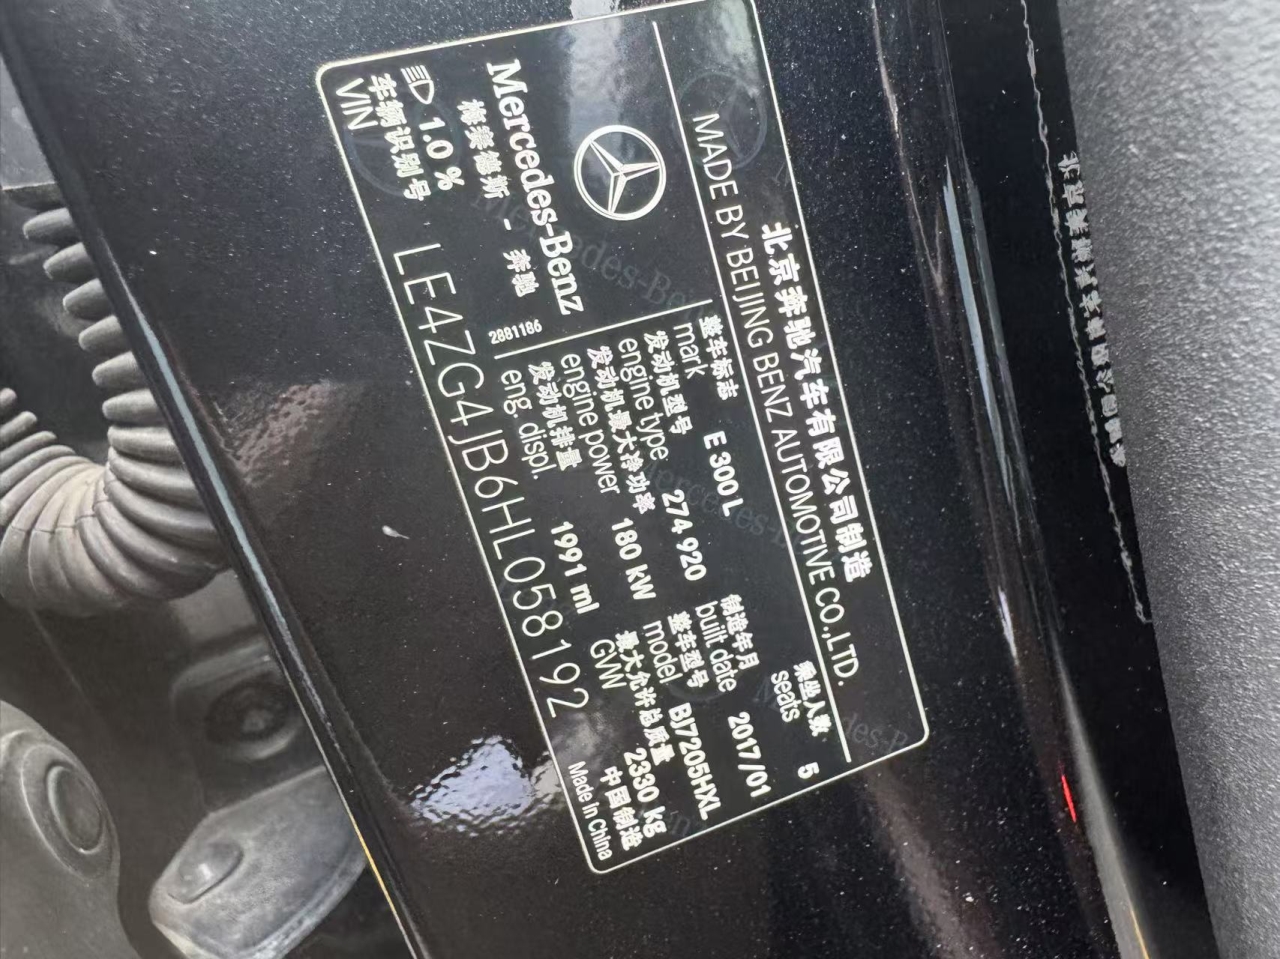 北京奔驰汽车有限公司制造
MADE BY BEIJING BENZ AUTOMOTIVE CO.,LTD.
Mercedes-Benz
梅赛德斯 - 奔驰
1.0 %
2881186
整车标志
mark
E 300 L
发动机型号
engine type
274 920
发动机最大净功率
engine power
180 kW
发动机排量
eng. displ.
1991 ml
乘坐人数
seats
5
制造年月
built date
2017/01
整车型号
model
BJ7205HXL
最大允许总质量
GVW
2330 kg
车辆识别号
VIN
LE4ZG4JB6HL058192
中国制造
Made in China